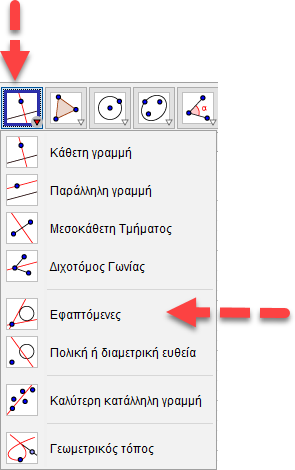 α
Κάθετη γραμμή
Παράλληλη γραμμή
Μεσοκάθετη Τμήματος
Διχοτόμος Γωνίας
Εφαπτόμενες
Πολική ή διαμετρική ευθεία
Καλύτερη κατάλληλη γραμμή
Γεωμετρικός τόπος